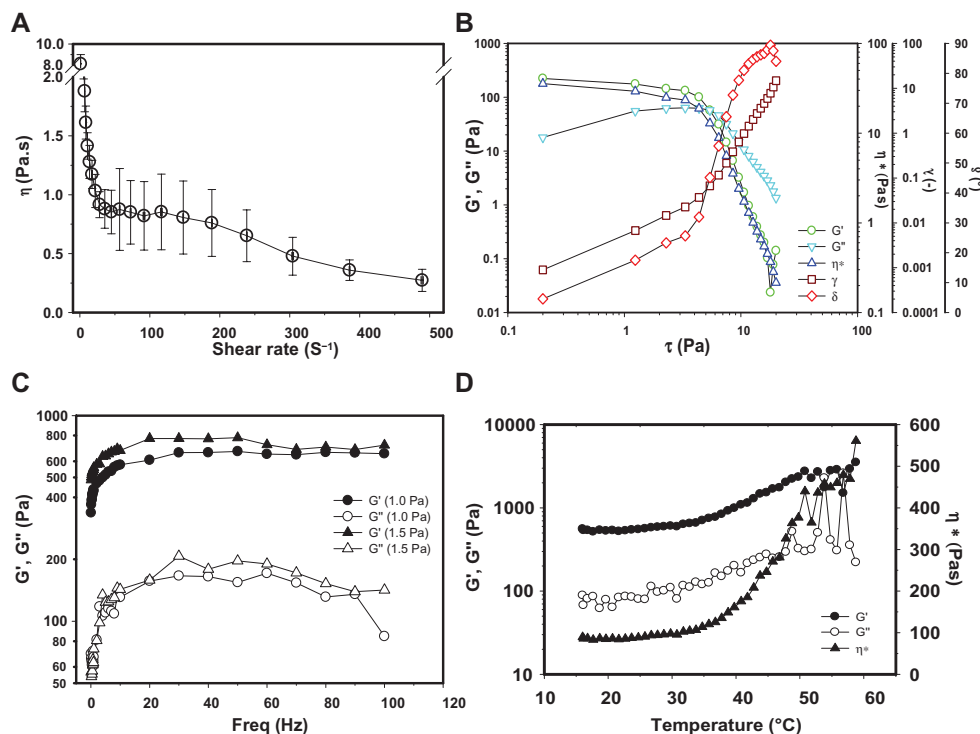 A
10.0
8.0
2.0
1.5
1.0
0.5
0.0
η (Pa.s)
0 100 200 300 400 500
Shear rate (S⁻¹)
B
1000
100
10
1
0.1
0.01
G', G" (Pa)
0.1 1 10 100
τ (Pa)
G'
G"
η*
γ
δ
100
10
1
0.1
η * (Pas)
100
10
1
0.1
0.01
0.001
0.0001
γ (-)
90
80
70
60
50
40
30
20
10
0
δ (°)
C
1000
800
600
400
200
100
80
60
50
G', G" (Pa)
0 20 40 60 80 100 120
Freq (Hz)
G' (1.0 Pa)
G" (1.0 Pa)
G' (1.5 Pa)
G" (1.5 Pa)
D
10000
1000
100
10
G', G" (Pa)
10 20 30 40 50 60
Temperature (°C)
G'
G"
η*
600
500
400
300
200
100
0
η * (Pas)